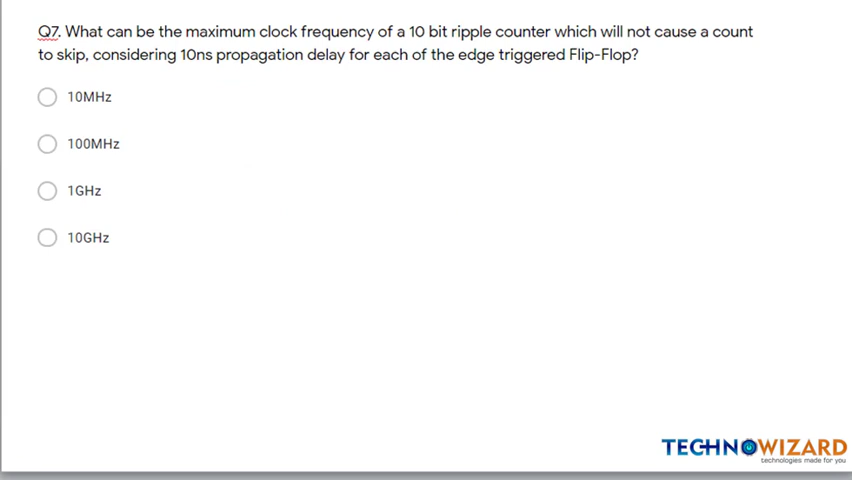 Q7. What can be the maximum clock frequency of a 10 bit ripple counter which will not cause a count
to skip, considering 10ns propagation delay for each of the edge triggered Flip-Flop?
10MHz
100MHz
1GHz
10GHz
TECHNOWIZARD
technologies made for you